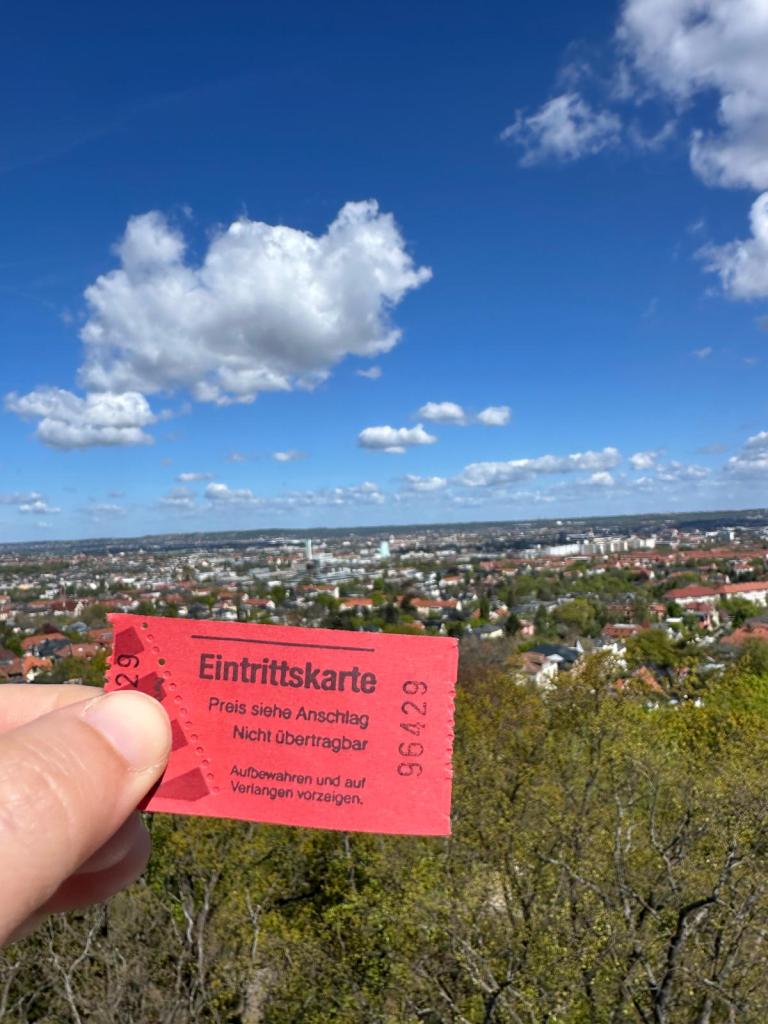 Eintrittskarte
Preis siehe Anschlag
Nicht übertragbar
Aufbewahren und auf
Verlangen vorzeigen.
96429
29